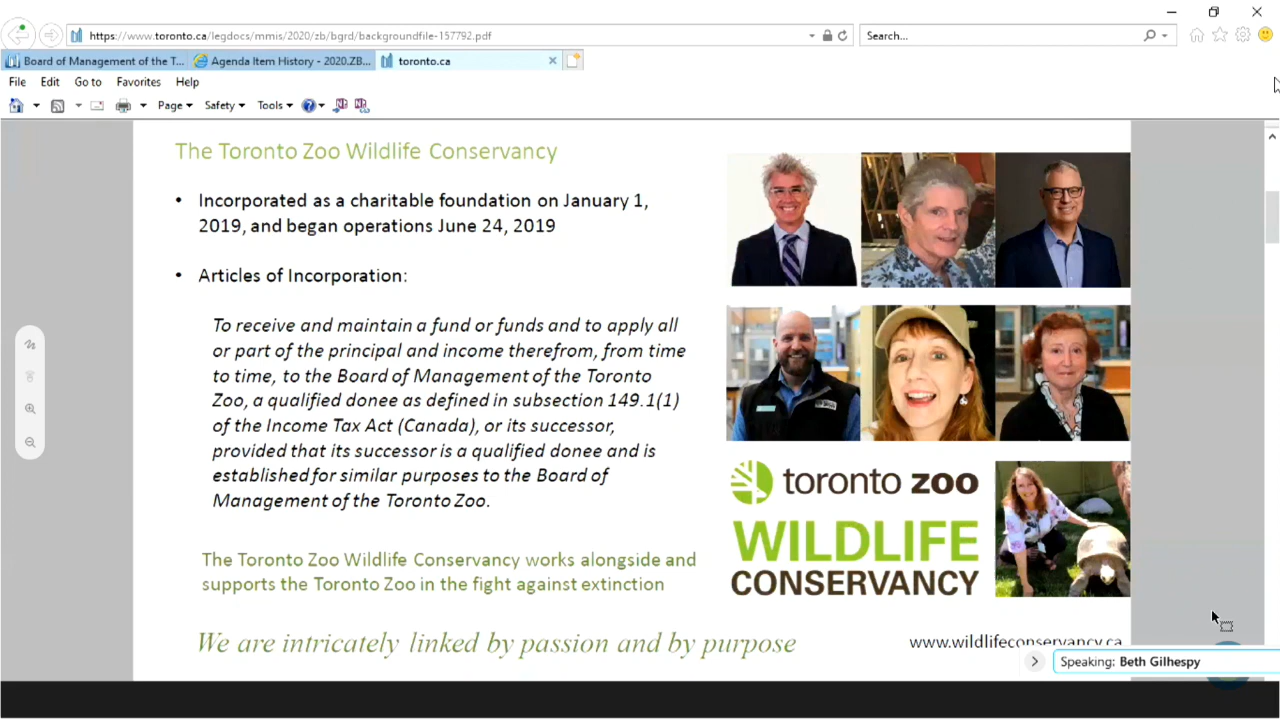 https://www.toronto.ca/legdocs/mmis/2020/zb/bgrd/backgroundfile-157792.pdf
Search...
Board of Management of the T...
Agenda Item History - 2020.ZB...
toronto.ca
File Edit Go to Favorites Help
Page Safety Tools
The Toronto Zoo Wildlife Conservancy
• Incorporated as a charitable foundation on January 1,
2019, and began operations June 24, 2019
• Articles of Incorporation:
To receive and maintain a fund or funds and to apply all
or part of the principal and income therefrom, from time
to time, to the Board of Management of the Toronto
Zoo, a qualified donee as defined in subsection 149.1(1)
of the Income Tax Act (Canada), or its successor,
provided that its successor is a qualified donee and is
established for similar purposes to the Board of
Management of the Toronto Zoo.
The Toronto Zoo Wildlife Conservancy works alongside and
supports the Toronto Zoo in the fight against extinction
We are intricately linked by passion and by purpose
toronto zoo
WILDLIFE
CONSERVANCY
www.wildlifeconservancy.ca
Speaking: Beth Gilhespy